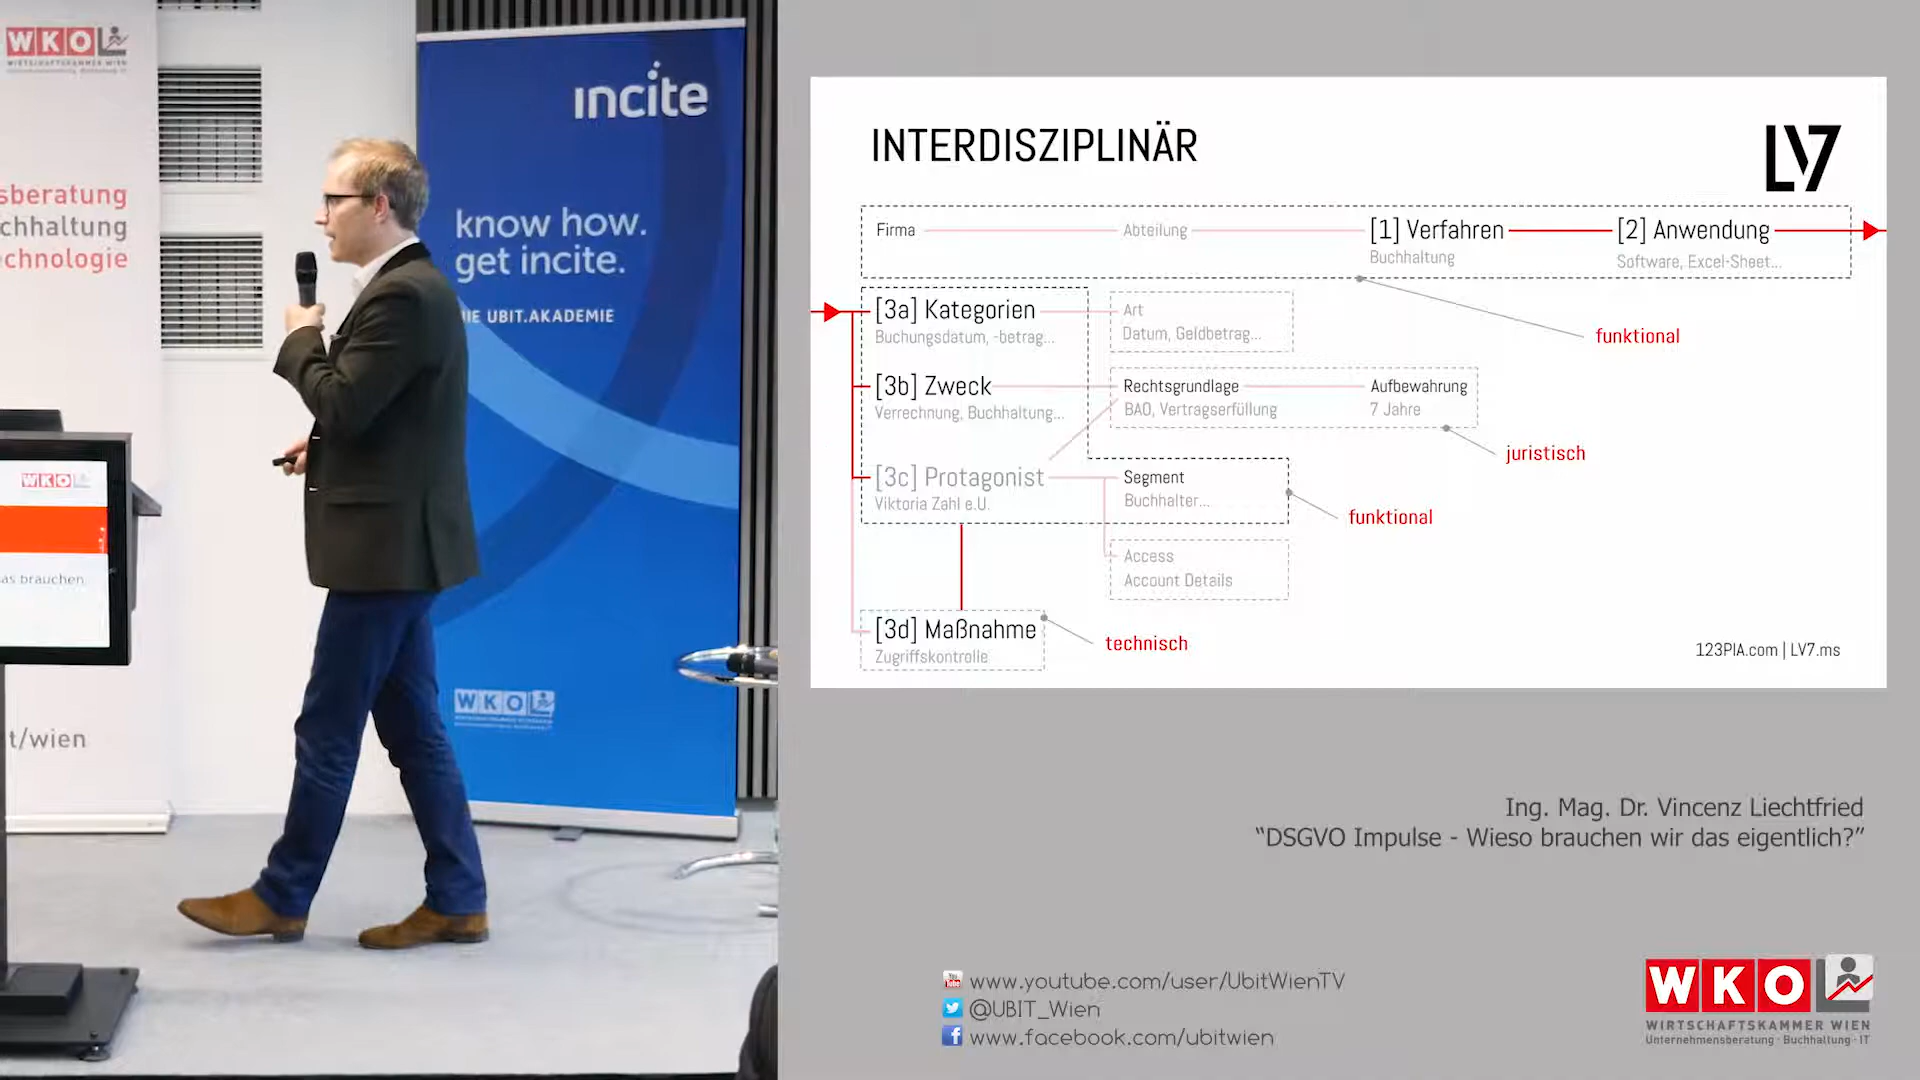 WKO
WIRTSCHAFTSKAMMER WIEN
sberatung
chhaltung
chnologie
t/wien
WKO
as brauchen
incite
know how.
get incite.
DIE UBIT.AKADEMIE
WKO
INTERDISZIPLINÄR
LV7
Firma Abteilung [1] Verfahren [2] Anwendung
Buchhaltung Software, Excel-Sheet...
[3a] Kategorien Art
Buchungsdatum, -betrag... Datum, Geldbetrag...
funktional
[3b] Zweck Rechtsgrundlage Aufbewahrung
Verrechnung, Buchhaltung... BAO, Vertragserfüllung 7 Jahre
juristisch
[3c] Protagonist Segment
Viktoria Zahl e.U. Buchhalter...
funktional
Access
Account Details
[3d] Maßnahme
Zugriffskontrolle
technisch
123PIA.com | LV7.ms
Ing. Mag. Dr. Vincenz Liechtfried
“DSGVO Impulse - Wieso brauchen wir das eigentlich?”
You Tube www.youtube.com/user/UbitWienTV
@UBIT_Wien
f www.facebook.com/ubitwien
WKO
WIRTSCHAFTSKAMMER WIEN
Unternehmensberatung · Buchhaltung · IT